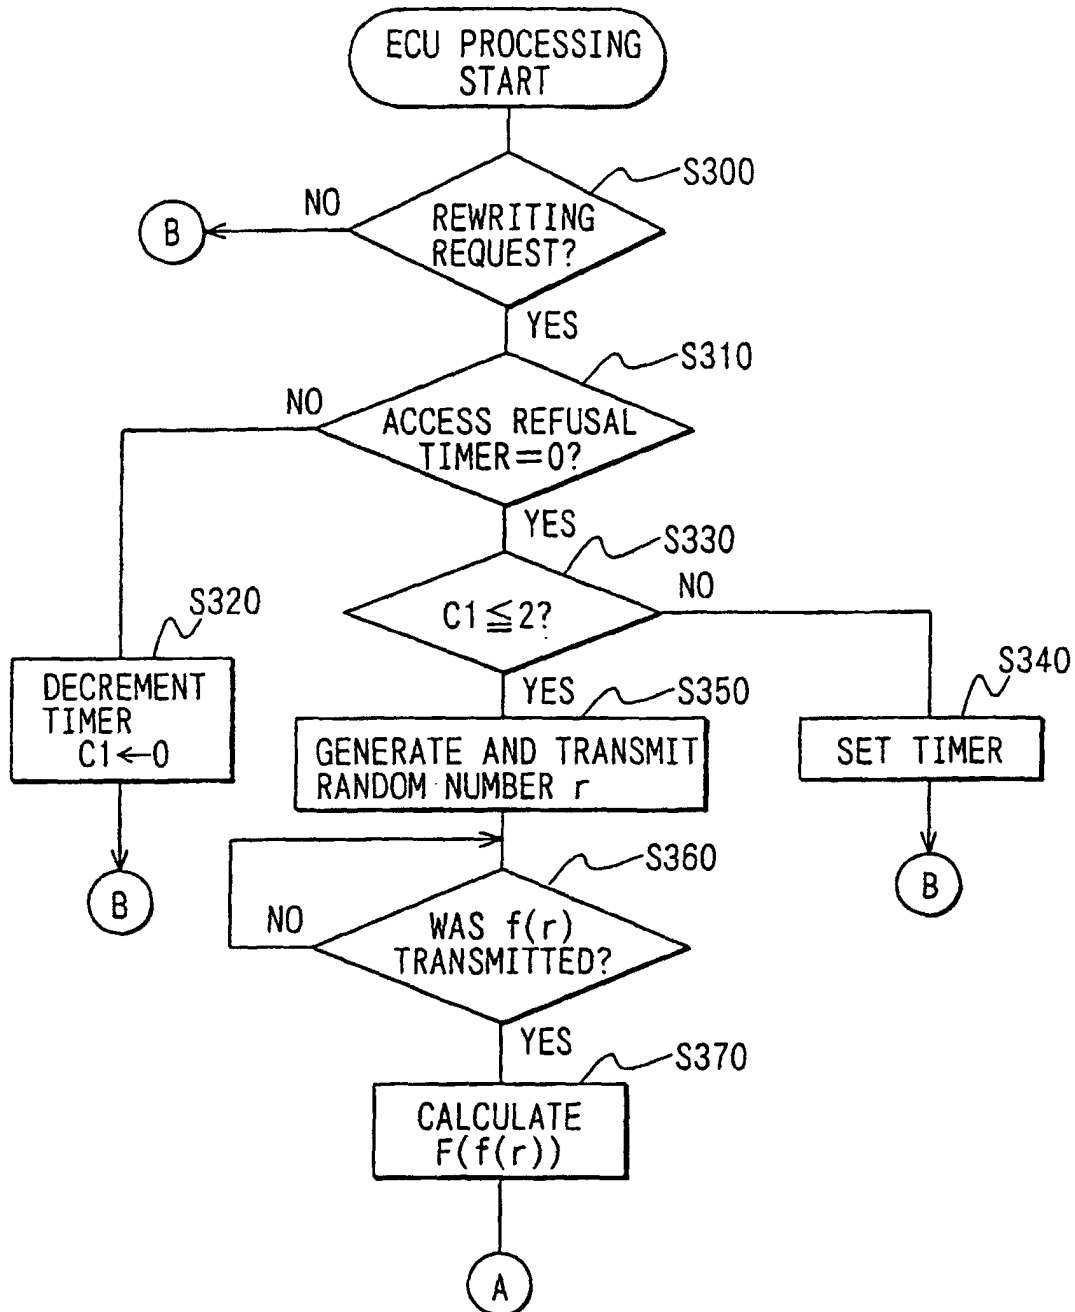 ECU PROCESSING
START
S300
NO
REWRITING
REQUEST?
B
YES
S310
NO
ACCESS REFUSAL
TIMER=0?
YES
S330
NO
C1≦2?
S320
DECREMENT
TIMER
C1←0
YES
S350
S340
GENERATE AND TRANSMIT
RANDOM NUMBER r
SET TIMER
S360
B
B
NO
WAS f(r)
TRANSMITTED?
YES
S370
CALCULATE
F(f(r))
A